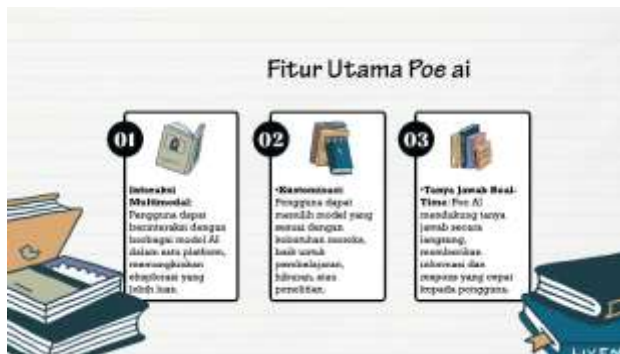 Fitur Utama Poe ai
01
Interaksi
Multimodal:
Pengguna dapat
berinteraksi dengan
berbagai model AI
dalam satu platform,
memungkinkan
eksplorasi yang
lebih luas.
02
•Kustomisasi:
Pengguna dapat
memilih model yang
sesuai dengan
kebutuhan mereka,
baik untuk
pembelajaran,
hiburan, atau
penelitian.
03
•Tanya Jawab Real-
Time: Poe AI
mendukung tanya
jawab secara
langsung,
memberikan
informasi dan
respons yang cepat
kepada pengguna.